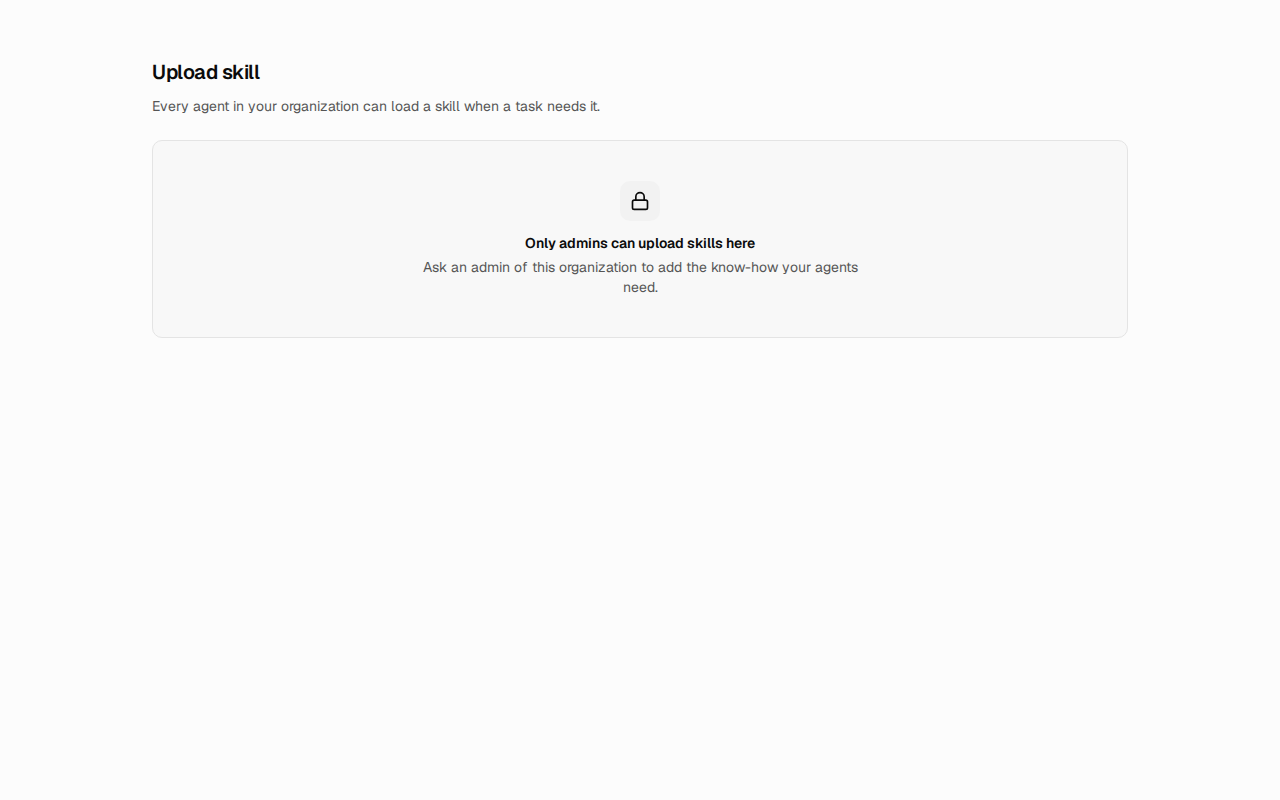 Upload skill
Every agent in your organization can load a skill when a task needs it.
Only admins can upload skills here
Ask an admin of this organization to add the know-how your agents
need.